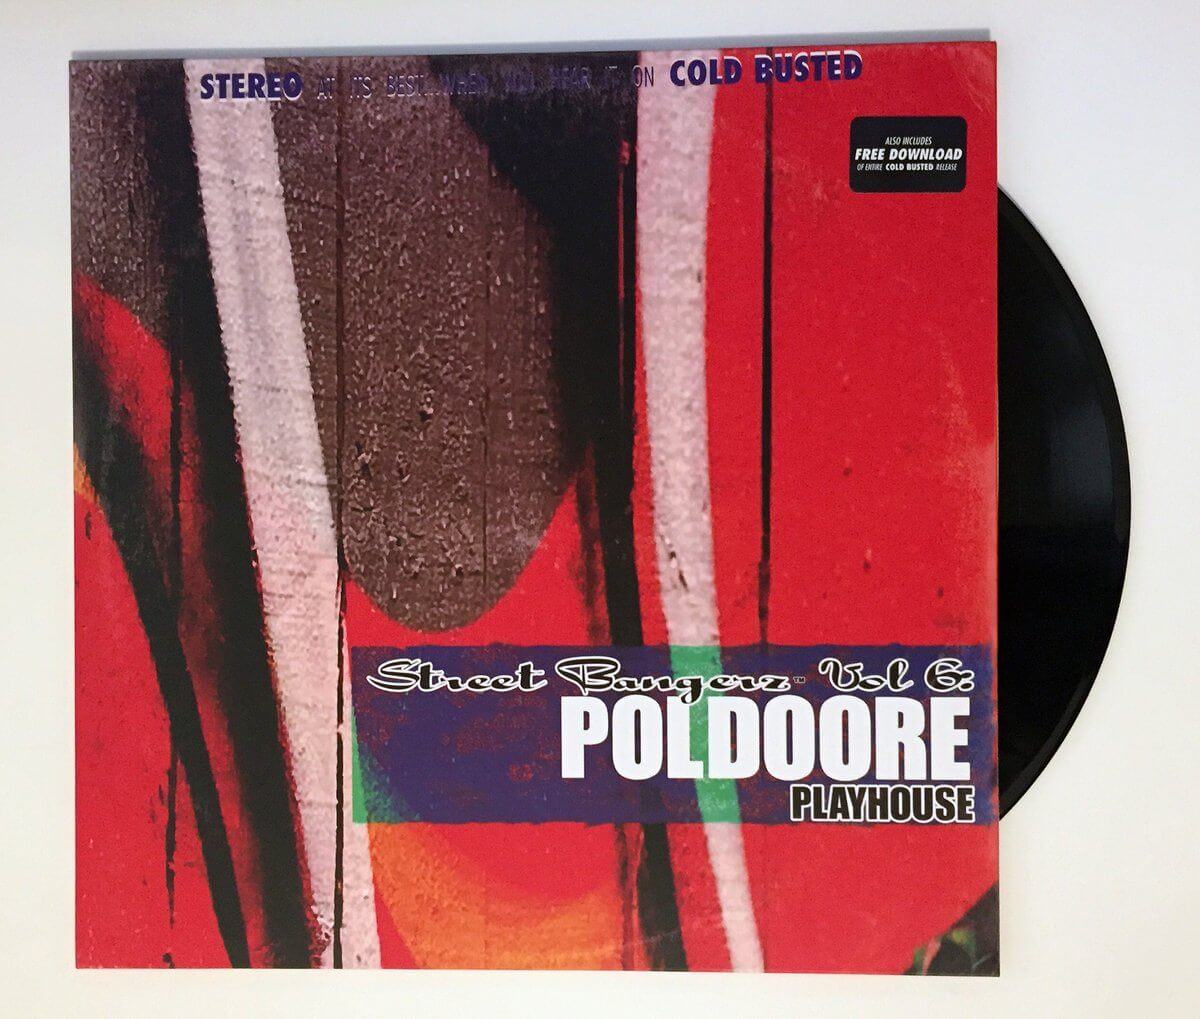 STEREO AT ITS BEST...WHEN YOU HEAR IT ON COLD BUSTED
ALSO INCLUDES
FREE DOWNLOAD
OF ENTIRE COLD BUSTED RELEASE
Street Bangerz™ Vol 6:
POLDOORE
PLAYHOUSE